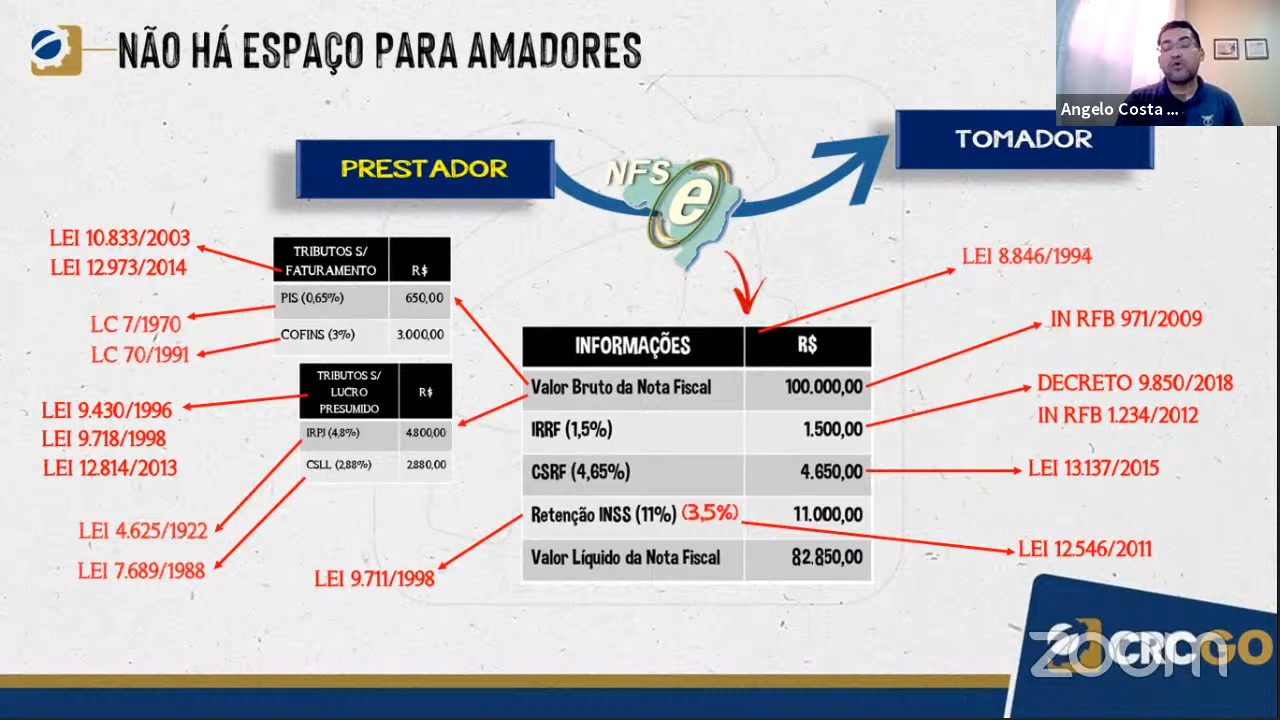 NÃO HÁ ESPAÇO PARA AMADORES
Angelo Costa ...
PRESTADOR
NFS e
TOMADOR
LEI 10.833/2003
LEI 12.973/2014
TRIBUTOS S/ FATURAMENTO R$
PIS (0,65%) 650,00
COFINS (3%) 3.000,00
LC 7/1970
LC 70/1991
TRIBUTOS S/ LUCRO PRESUMIDO R$
IRPJ (4,8%) 4.800,00
CSLL (2,88%) 2.880,00
LEI 9.430/1996
LEI 9.718/1998
LEI 12.814/2013
LEI 4.625/1922
LEI 7.689/1988
LEI 9.711/1998
INFORMAÇÕES R$
Valor Bruto da Nota Fiscal 100.000,00
IRRF (1,5%) 1.500,00
CSRF (4,65%) 4.650,00
Retenção INSS (11%) (3,5%) 11.000,00
Valor Líquido da Nota Fiscal 82.850,00
LEI 8.846/1994
IN RFB 971/2009
DECRETO 9.850/2018
IN RFB 1.234/2012
LEI 13.137/2015
LEI 12.546/2011
CRCGO
zoom